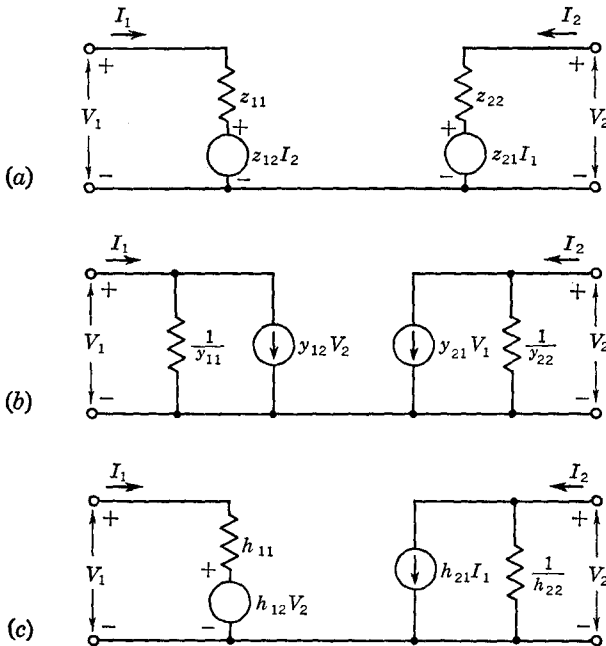 I₁ I₂
+ +
z₁₁ z₂₂
V₁ + + V₂
z₁₂I₂ z₂₁I₁
(a) − − − −
I₁ I₂
+ +
V₁ 1/y₁₁ y₁₂V₂ y₂₁V₁ 1/y₂₂ V₂
(b) − −
I₁ I₂
+ +
h₁₁
V₁ + h₂₁I₁ 1/h₂₂ V₂
h₁₂V₂
(c) − − −